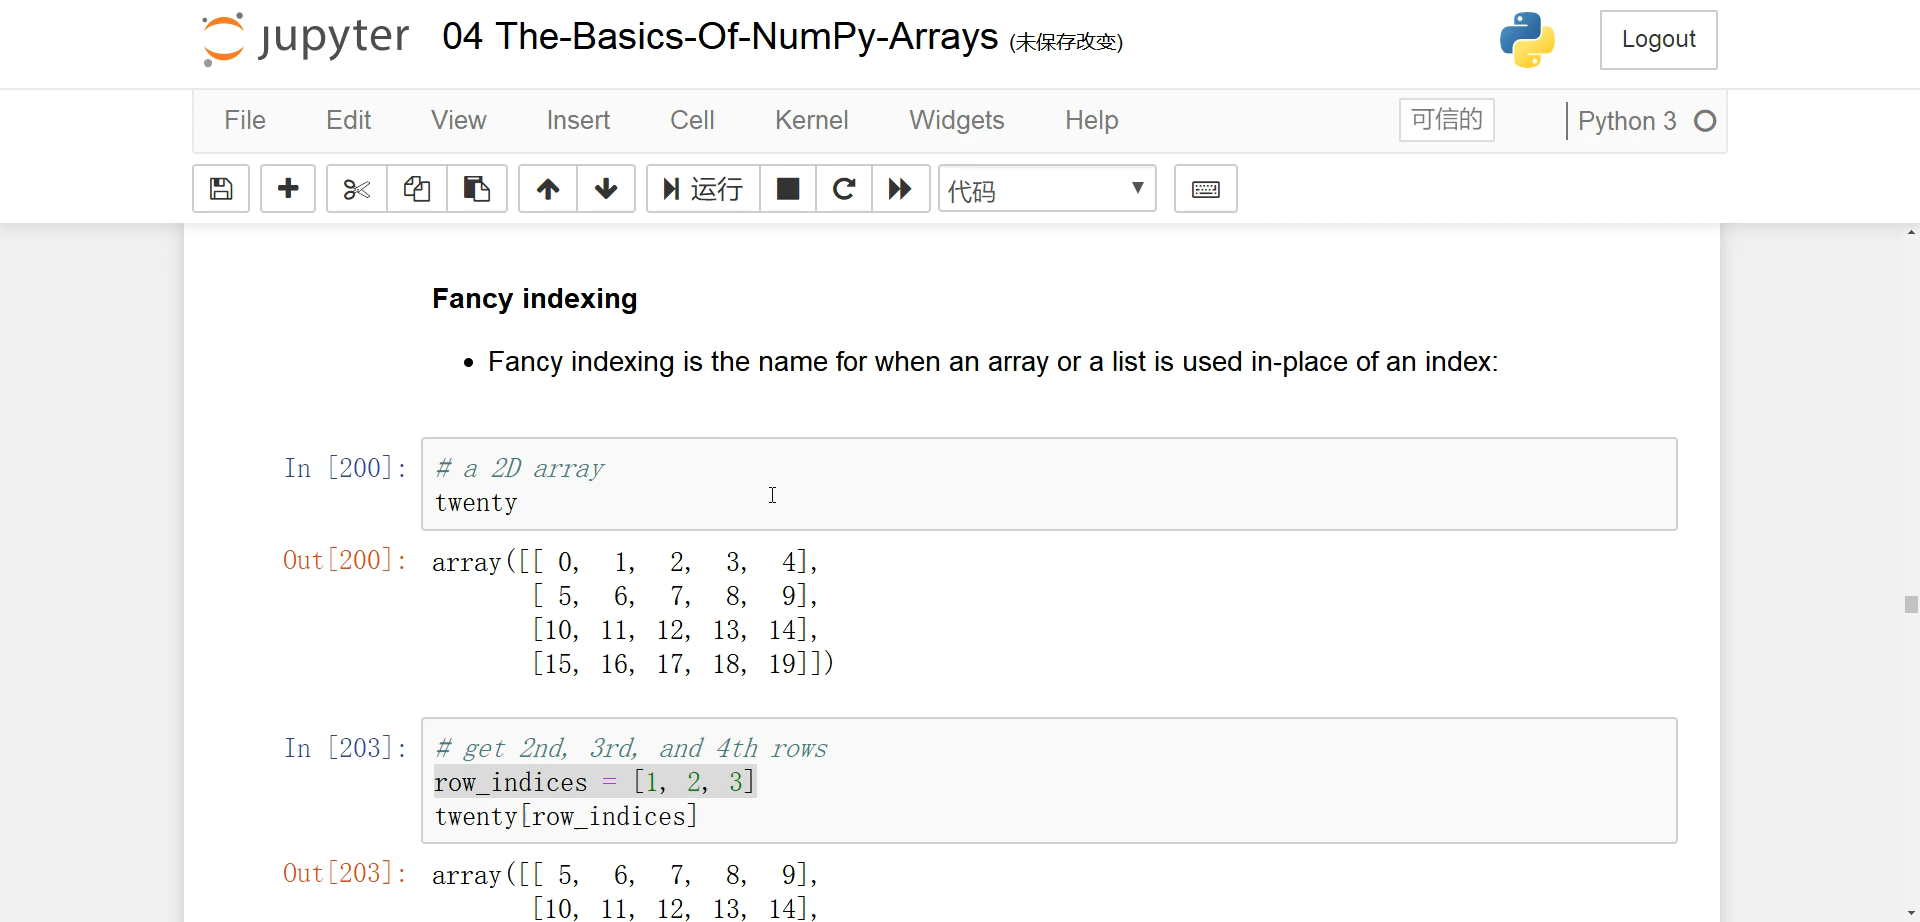 jupyter 04 The-Basics-Of-NumPy-Arrays (未保存改变) Logout
File Edit View Insert Cell Kernel Widgets Help 可信的 Python 3
运行 代码
Fancy indexing
• Fancy indexing is the name for when an array or a list is used in-place of an index:
In [200]: # a 2D array
twenty
Out[200]: array([[ 0, 1, 2, 3, 4],
[ 5, 6, 7, 8, 9],
[10, 11, 12, 13, 14],
[15, 16, 17, 18, 19]])
In [203]: # get 2nd, 3rd, and 4th rows
row_indices = [1, 2, 3]
twenty[row_indices]
Out[203]: array([[ 5, 6, 7, 8, 9],
[10, 11, 12, 13, 14],